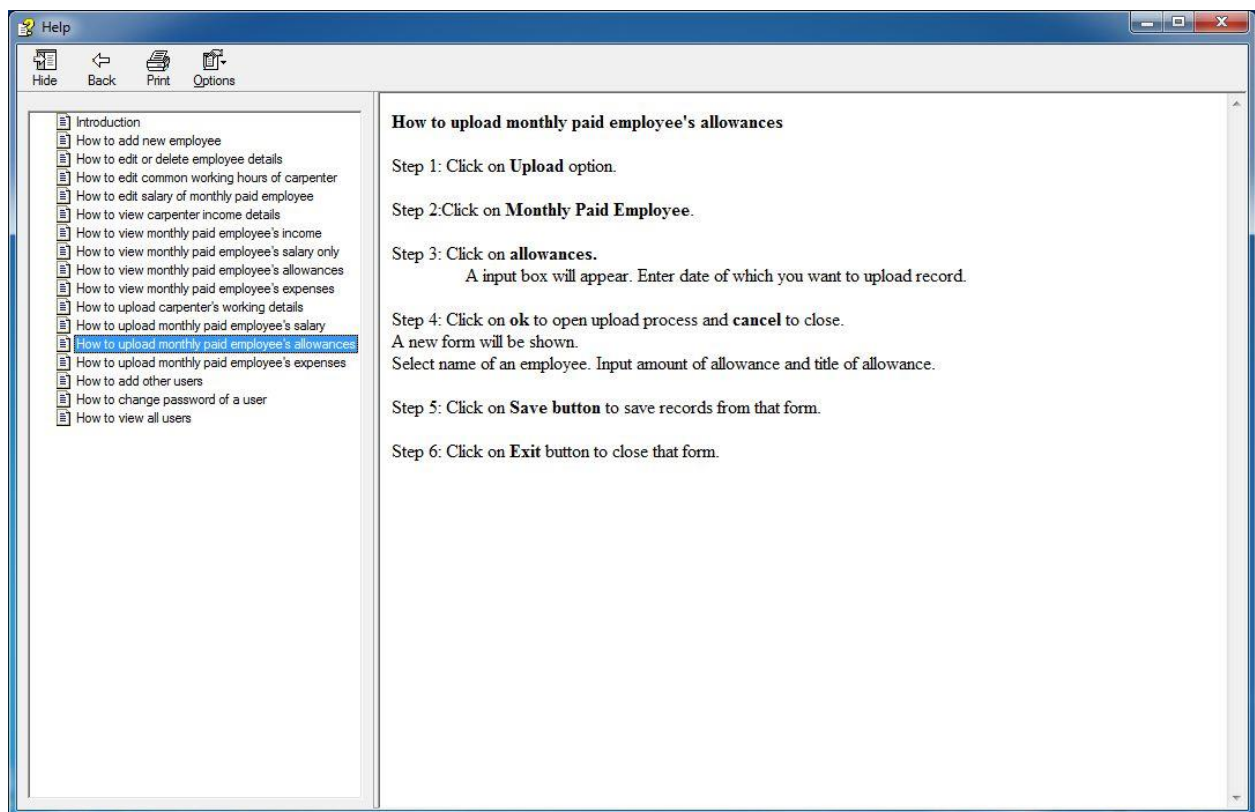 Help
Hide Back Print Options
Introduction
How to add new employee
How to edit or delete employee details
How to edit common working hours of carpenter
How to edit salary of monthly paid employee
How to view carpenter income details
How to view monthly paid employee's income
How to view monthly paid employee's salary only
How to view monthly paid employee's allowances
How to view monthly paid employee's expenses
How to upload carpenter's working details
How to upload monthly paid employee's salary
How to upload monthly paid employee's allowances
How to upload monthly paid employee's expenses
How to add other users
How to change password of a user
How to view all users
How to upload monthly paid employee's allowances
Step 1: Click on Upload option.
Step 2:Click on Monthly Paid Employee.
Step 3: Click on allowances.
A input box will appear. Enter date of which you want to upload record.
Step 4: Click on ok to open upload process and cancel to close.
A new form will be shown.
Select name of an employee. Input amount of allowance and title of allowance.
Step 5: Click on Save button to save records from that form.
Step 6: Click on Exit button to close that form.